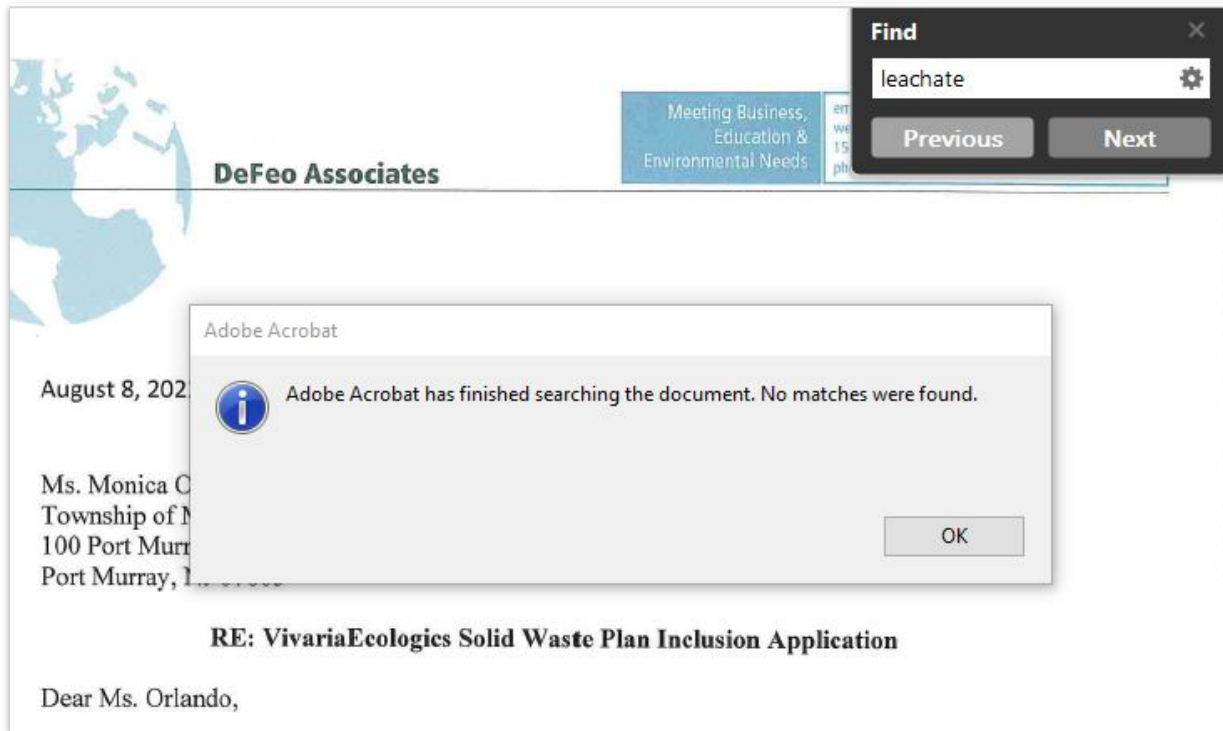 Find
leachate
Previous Next
Meeting Business,
Education &
Environmental Needs
DeFeo Associates
Adobe Acrobat
Adobe Acrobat has finished searching the document. No matches were found.
OK
August 8, 202
Ms. Monica
Township of
100 Port
Port Murray,
RE: VivariaEcologics Solid Waste Plan Inclusion Application
Dear Ms. Orlando,